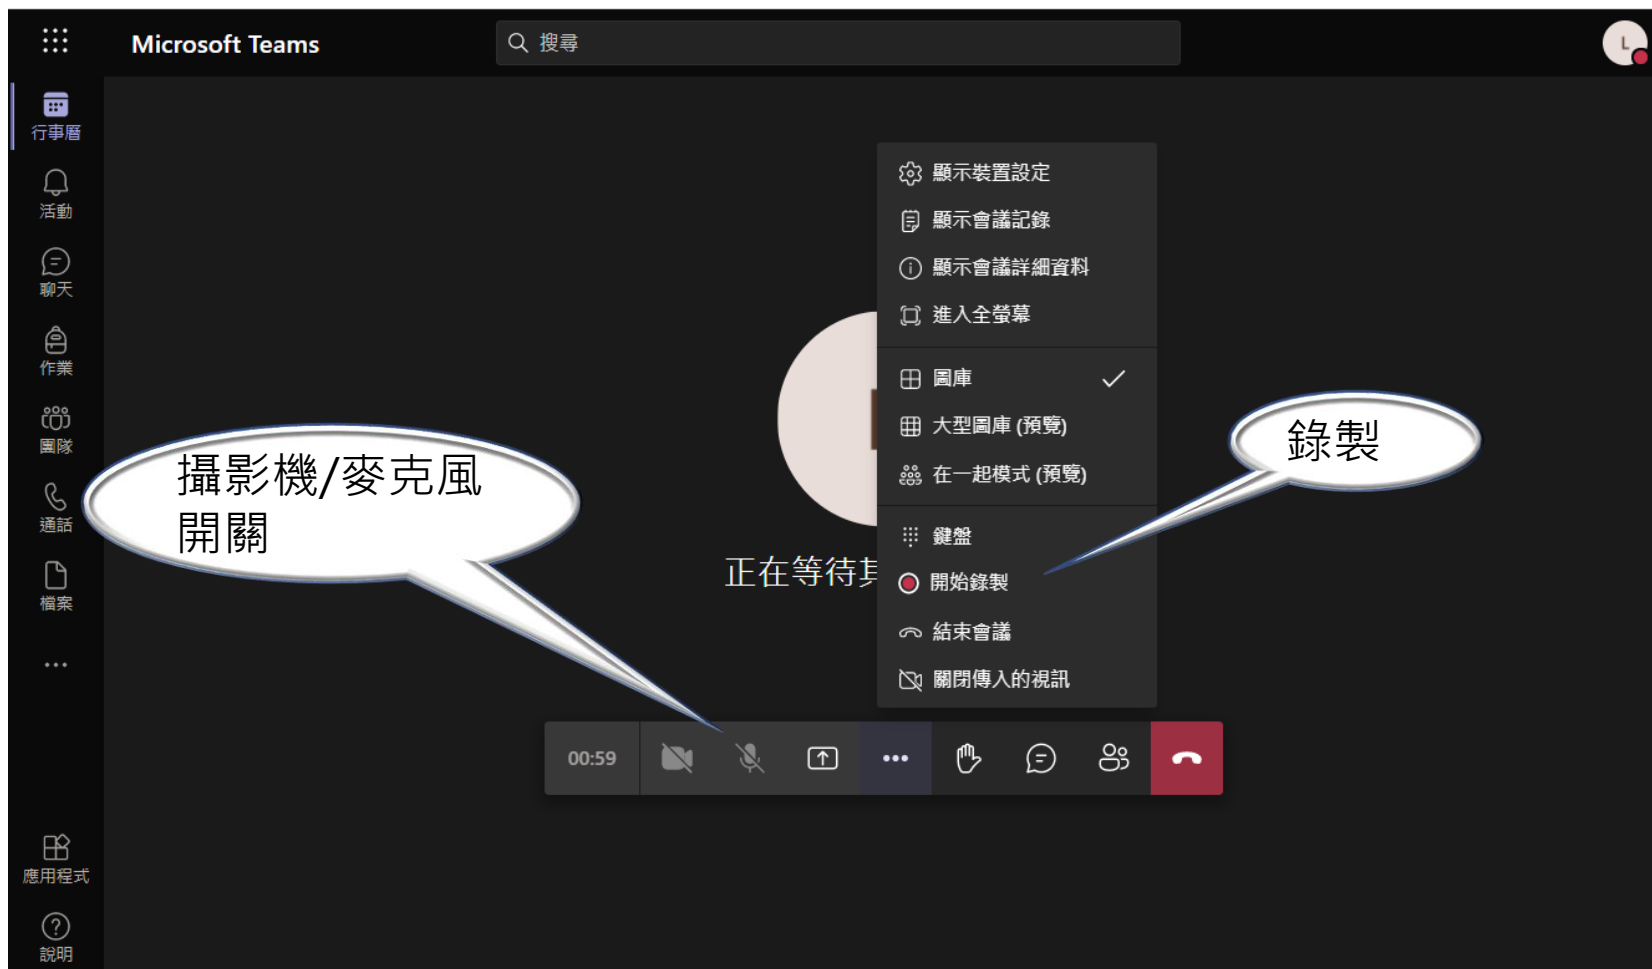 Microsoft Teams
搜尋
L
行事曆
活動
聊天
作業
團隊
通話
檔案
應用程式
說明
顯示裝置設定
顯示會議記錄
顯示會議詳細資料
進入全螢幕
圖庫
大型圖庫 (預覽)
在一起模式 (預覽)
鍵盤
開始錄製
結束會議
關閉傳入的視訊
攝影機/麥克風
開關
錄製
正在等待
00:59